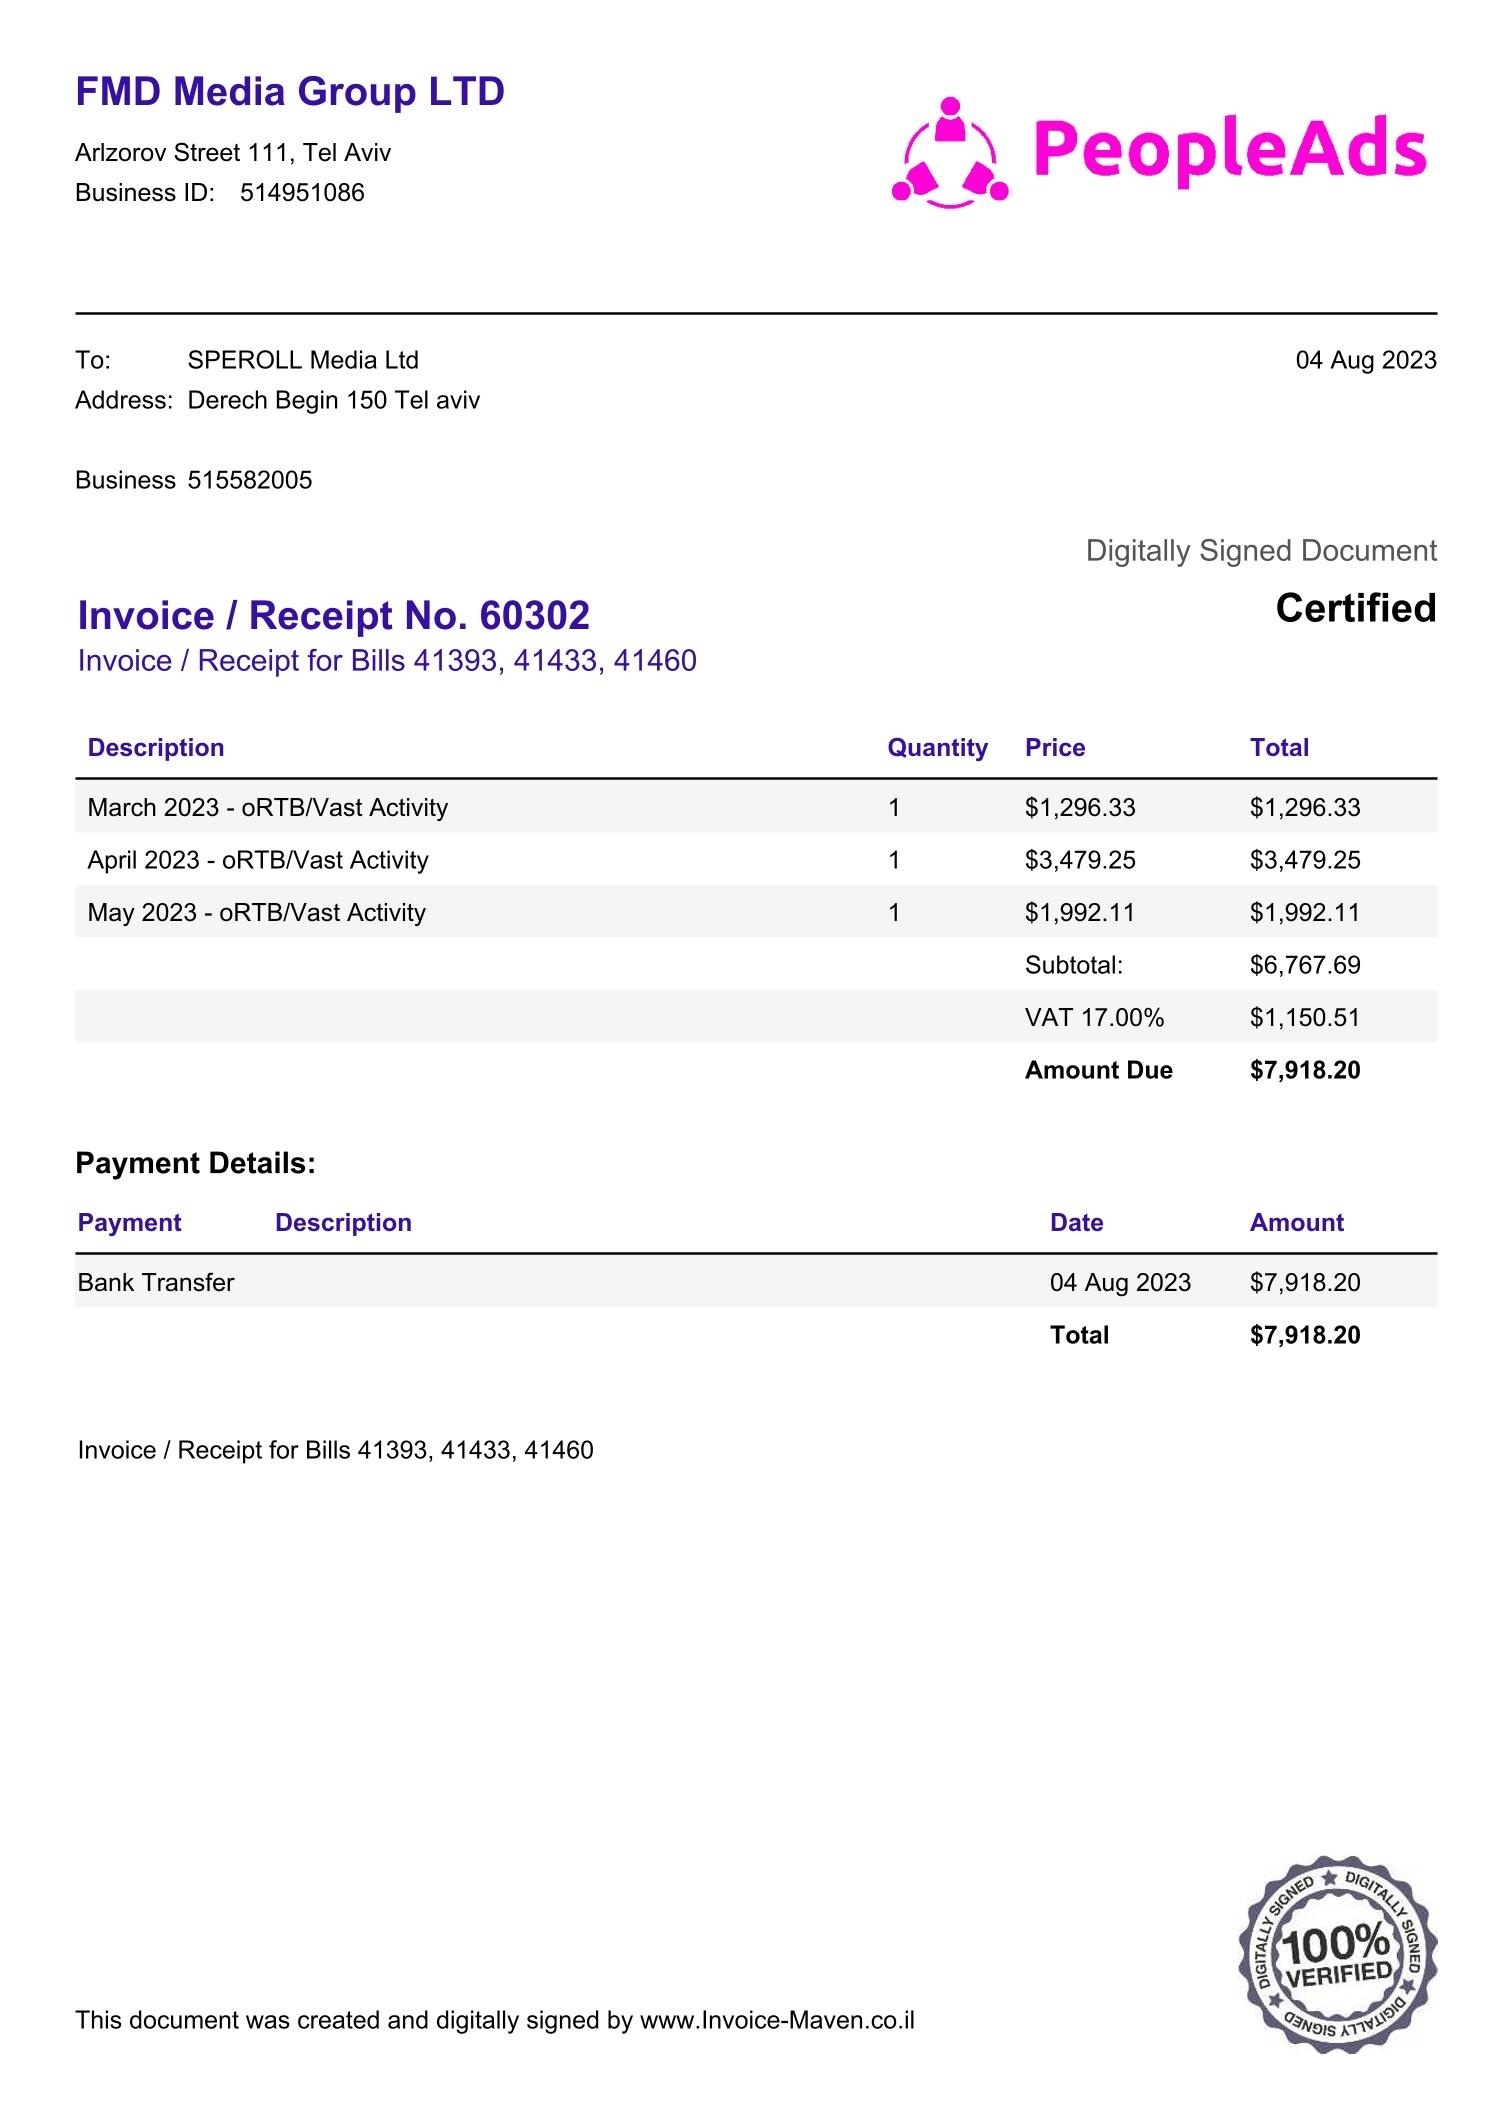 FMD Media Group LTD
Arlzorov Street 111, Tel Aviv
Business ID: 514951086
PeopleAds
To: SPEROLL Media Ltd 04 Aug 2023
Address: Derech Begin 150 Tel aviv
Business 515582005
Digitally Signed Document
Certified
Invoice / Receipt No. 60302
Invoice / Receipt for Bills 41393, 41433, 41460
Description Quantity Price Total
March 2023 - oRTB/Vast Activity 1 $1,296.33 $1,296.33
April 2023 - oRTB/Vast Activity 1 $3,479.25 $3,479.25
May 2023 - oRTB/Vast Activity 1 $1,992.11 $1,992.11
Subtotal: $6,767.69
VAT 17.00% $1,150.51
Amount Due $7,918.20
Payment Details:
Payment Description Date Amount
Bank Transfer 04 Aug 2023 $7,918.20
Total $7,918.20
Invoice / Receipt for Bills 41393, 41433, 41460
DIGITALLY SIGNED ★ DIGITALLY SIGNED ★ DIGITALLY SIGNED ★
100%
VERIFIED
This document was created and digitally signed by www.Invoice-Maven.co.il